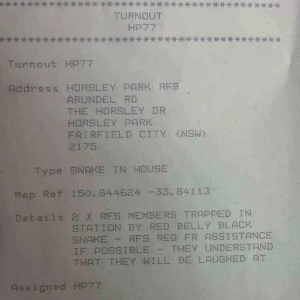 ********************************
TURNOUT
HP77
********************************
Turnout HP77
Address HORSLEY PARK RFS
ARUNDEL RD
THE HORSLEY DR
HORSLEY PARK
FAIRFIELD CITY (NSW)
2175
Type SNAKE IN HOUSE
Map Ref 150.844624 -33.84113
Details 2 X RFS MEMBERS TRAPPED IN
STATION BY RED BELLY BLACK
SNAKE - RFS REQ FR ASSISTANCE
IF POSSIBLE - THEY UNDERSTAND
THAT THEY WILL BE LAUGHED AT
Assigned HP77